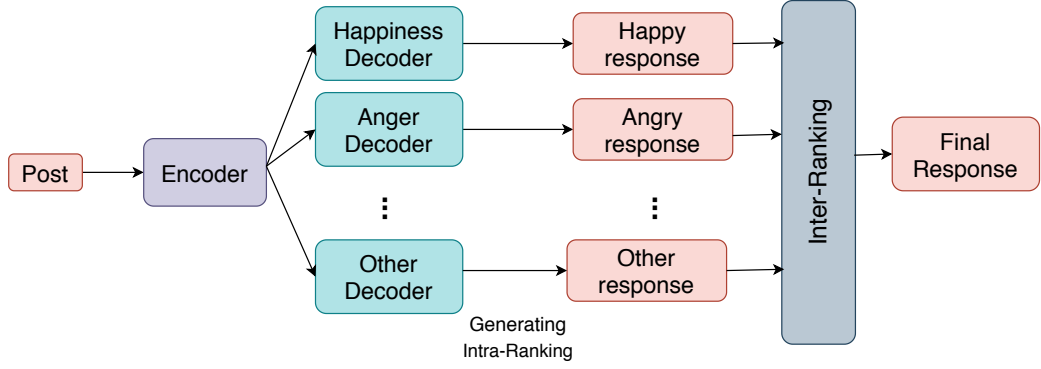 Post
Encoder
Happiness
Decoder
Anger
Decoder
⋮
Other
Decoder
Generating
Intra-Ranking
Happy
response
Angry
response
⋮
Other
response
Inter-Ranking
Final
Response